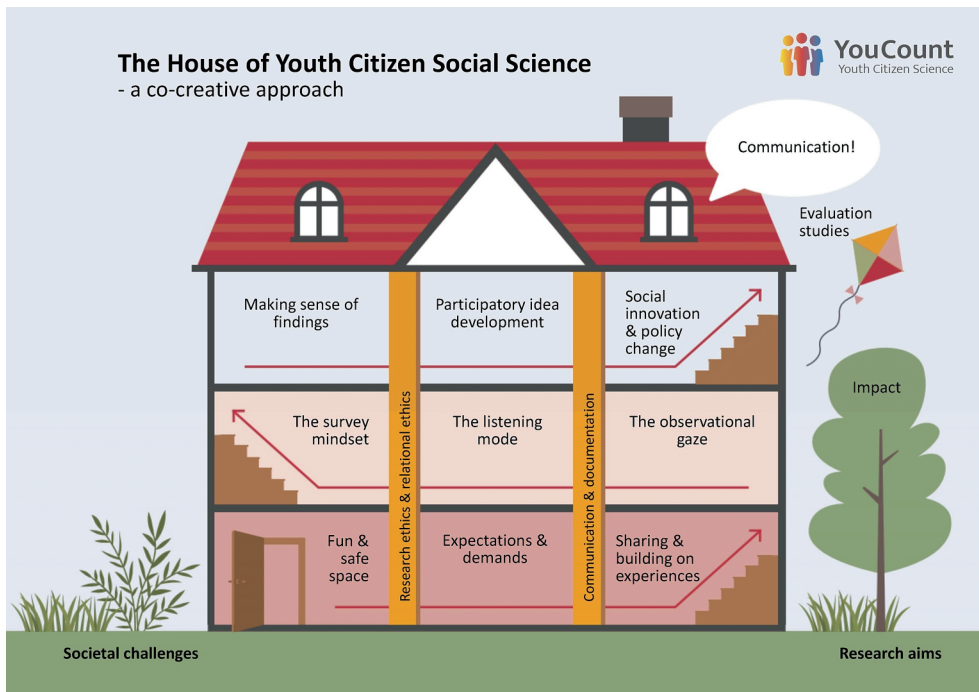 The House of Youth Citizen Social Science
- a co-creative approach
YouCount
Youth Citizen Science
Communication!
Evaluation
studies
Making sense of
findings
Participatory idea
development
Social
innovation
& policy
change
Impact
The survey
mindset
The listening
mode
The observational
gaze
Research ethics & relational ethics
Communication & documentation
Fun &
safe
space
Expectations &
demands
Sharing &
building on
experiences
Societal challenges
Research aims